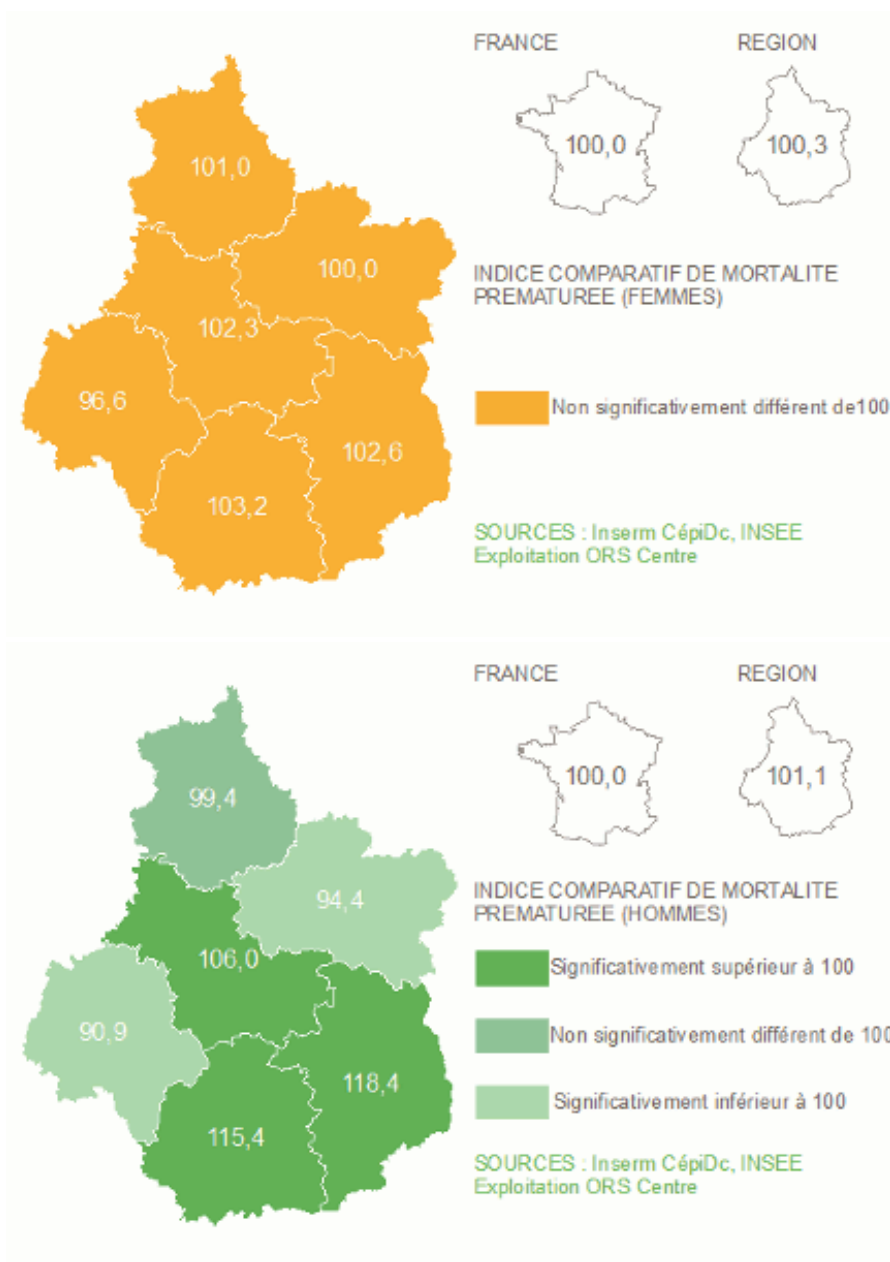 FRANCE
REGION
101,0
100,0
100,3
100,0
INDICE COMPARATIF DE MORTALITE
PREMATUREE (FEMMES)
102,3
96,6
Non significativement différent de100
102,6
103,2
SOURCES : Inserm CépiDc, INSEE
Exploitation ORS Centre
FRANCE
REGION
99,4
100,0
101,1
94,4
INDICE COMPARATIF DE MORTALITE
PREMATUREE (HOMMES)
106,0
Significativement supérieur à 100
90,9
Non significativement différent de 100
118,4
Significativement inférieur à 100
115,4
SOURCES : Inserm CépiDc, INSEE
Exploitation ORS Centre